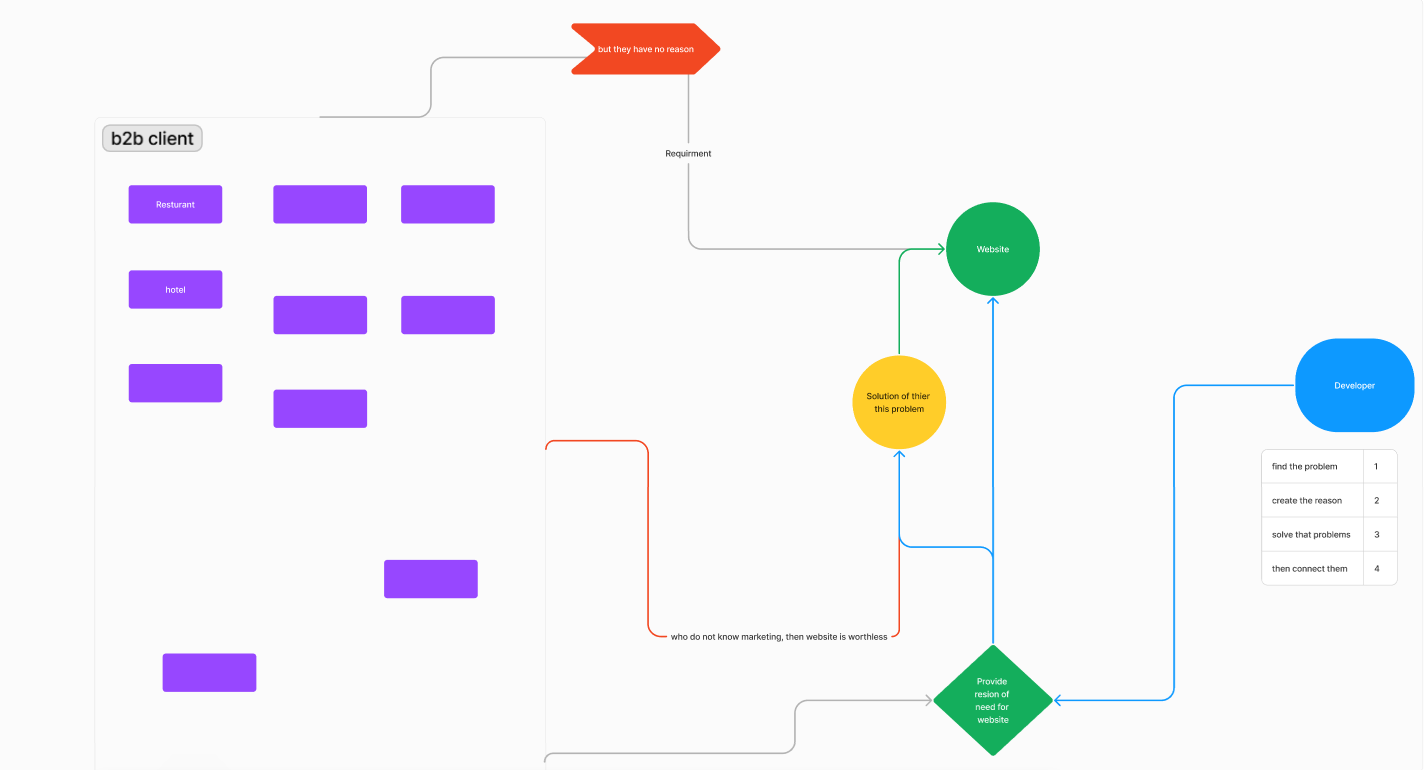 but they have no reason
b2b client
Requirment
Resturant
Website
hotel
Developer
Solution of thier
this problem
find the problem 1
create the reason 2
solve that problems 3
then connect them 4
who do not know marketing, then website is worthless
Provide
resion of
need for
website